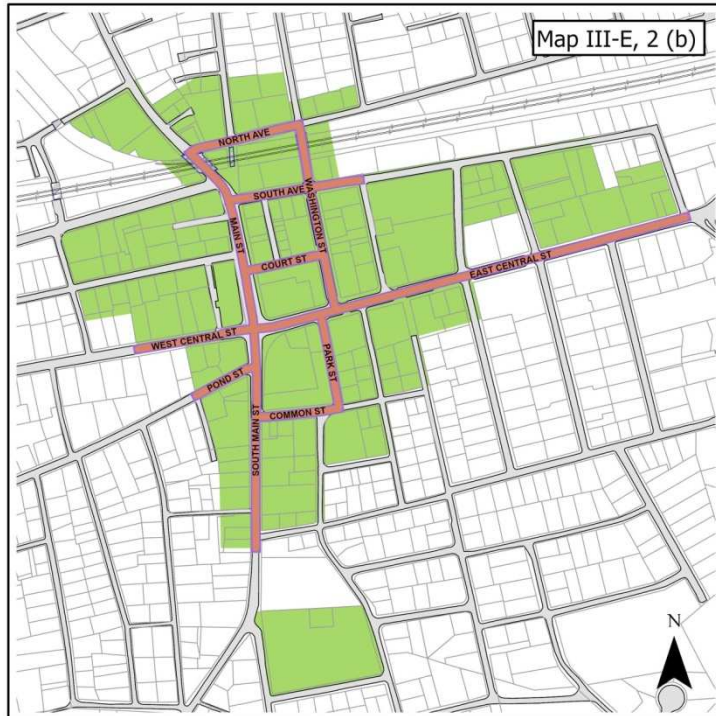 Map III-E, 2 (b)
NORTH AVE
SOUTH AVE
WASHINGTON ST
MAIN ST
COURT ST
EAST CENTRAL ST
WEST CENTRAL ST
PARK ST
POND ST
COMMON ST
SOUTH MAIN ST
N